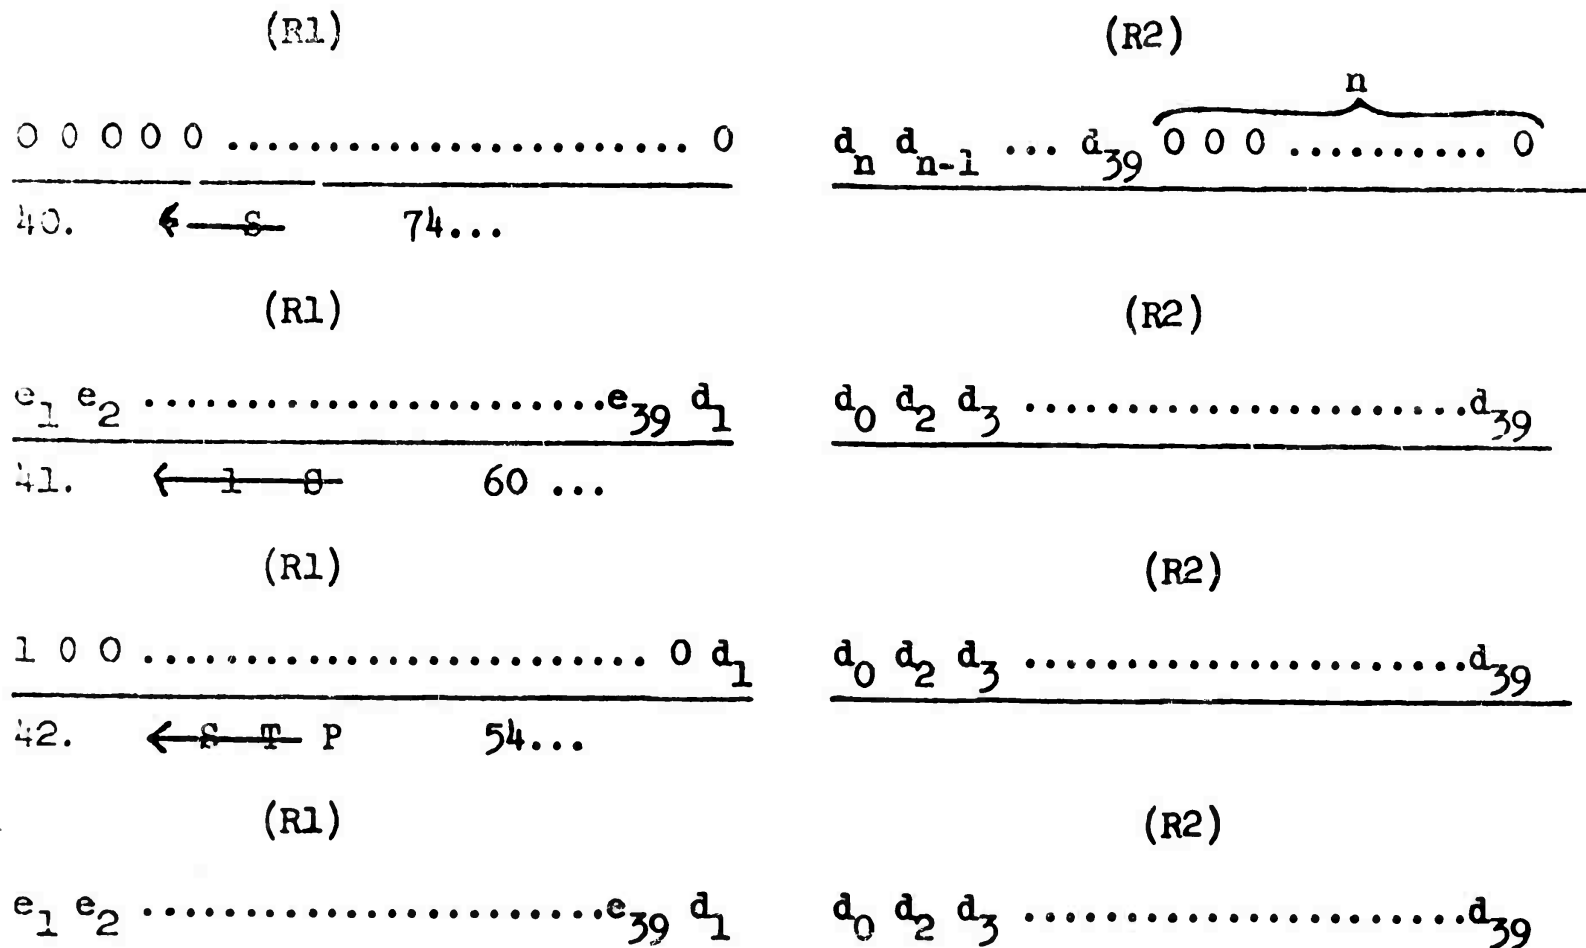 (R1) (R2)
n
0 0 0 0 0 ....................... 0 d_n d_{n-1} ... d_39 0 0 0 .......... 0
40. ← S 74...
(R1) (R2)
e_1 e_2 .......................e_39 d_1 d_0 d_2 d_3 ......................d_39
41. ← 1 S 60 ...
(R1) (R2)
1 0 0 ......................... 0 d_1 d_0 d_2 d_3 ......................d_39
42. ← S T P 54...
(R1) (R2)
e_1 e_2 .......................e_39 d_1 d_0 d_2 d_3 ......................d_39